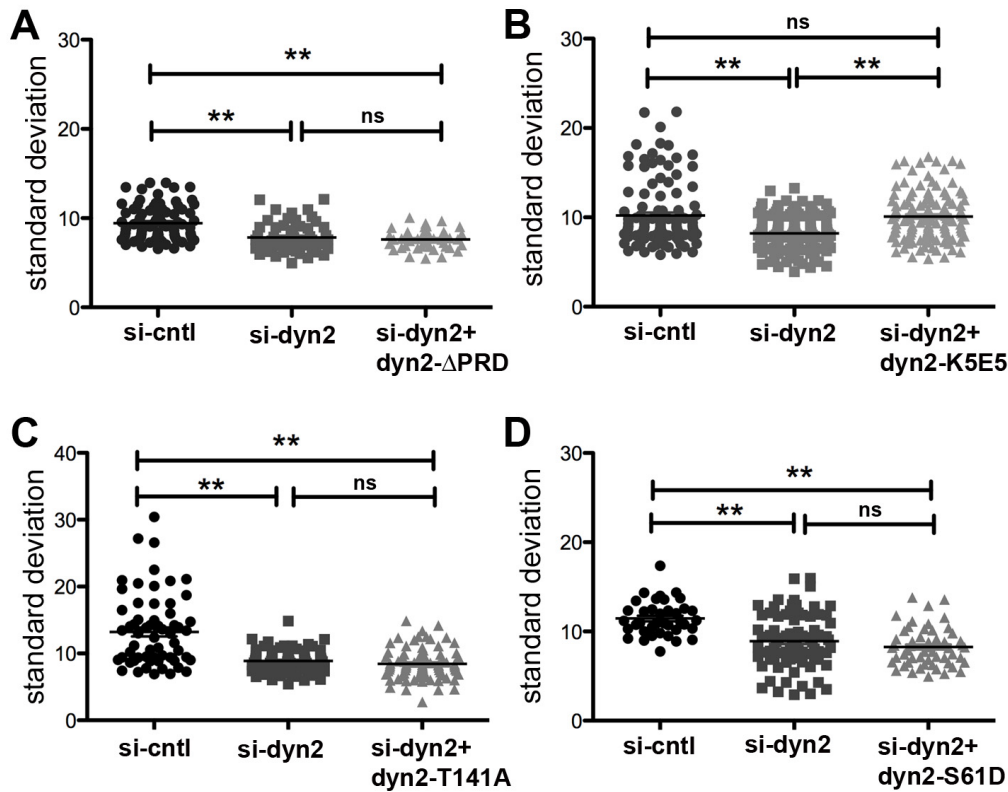 A
standard deviation
30
20
10
0
**
**
ns
si-cntl
si-dyn2
si-dyn2+
dyn2-ΔPRD
B
standard deviation
30
20
10
0
ns
**
**
si-cntl
si-dyn2
si-dyn2+
dyn2-K5E5
C
standard deviation
40
30
20
10
0
**
**
ns
si-cntl
si-dyn2
si-dyn2+
dyn2-T141A
D
standard deviation
30
20
10
0
**
**
ns
si-cntl
si-dyn2
si-dyn2+
dyn2-S61D